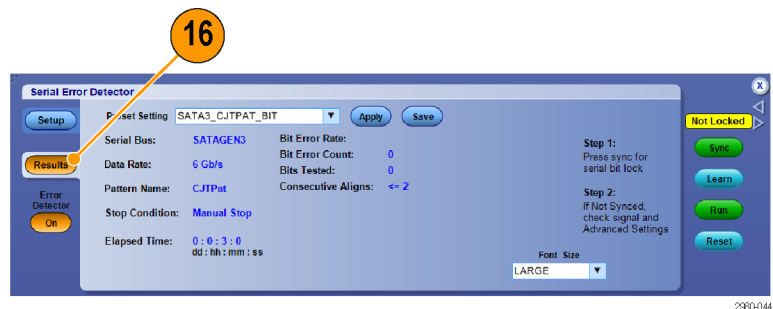 16
Serial Error Detector
x
Setup
Preset Setting SATA3_CJTPAT_BIT Apply Save
Not Locked
Serial Bus: SATAGEN3
Bit Error Rate:
Bit Error Count: 0
Bits Tested: 0
Consecutive Aligns: <= 2
Step 1:
Press sync for
serial bit lock
Sync
Results
Data Rate: 6 Gb/s
Pattern Name: CJTPat
Learn
Step 2:
If Not Synced,
check signal and
Advanced Settings
Error
Detector
On
Stop Condition: Manual Stop
Run
Elapsed Time: 0 : 0 : 3 : 0
dd : hh : mm : ss
Reset
Font Size
LARGE
2980-044